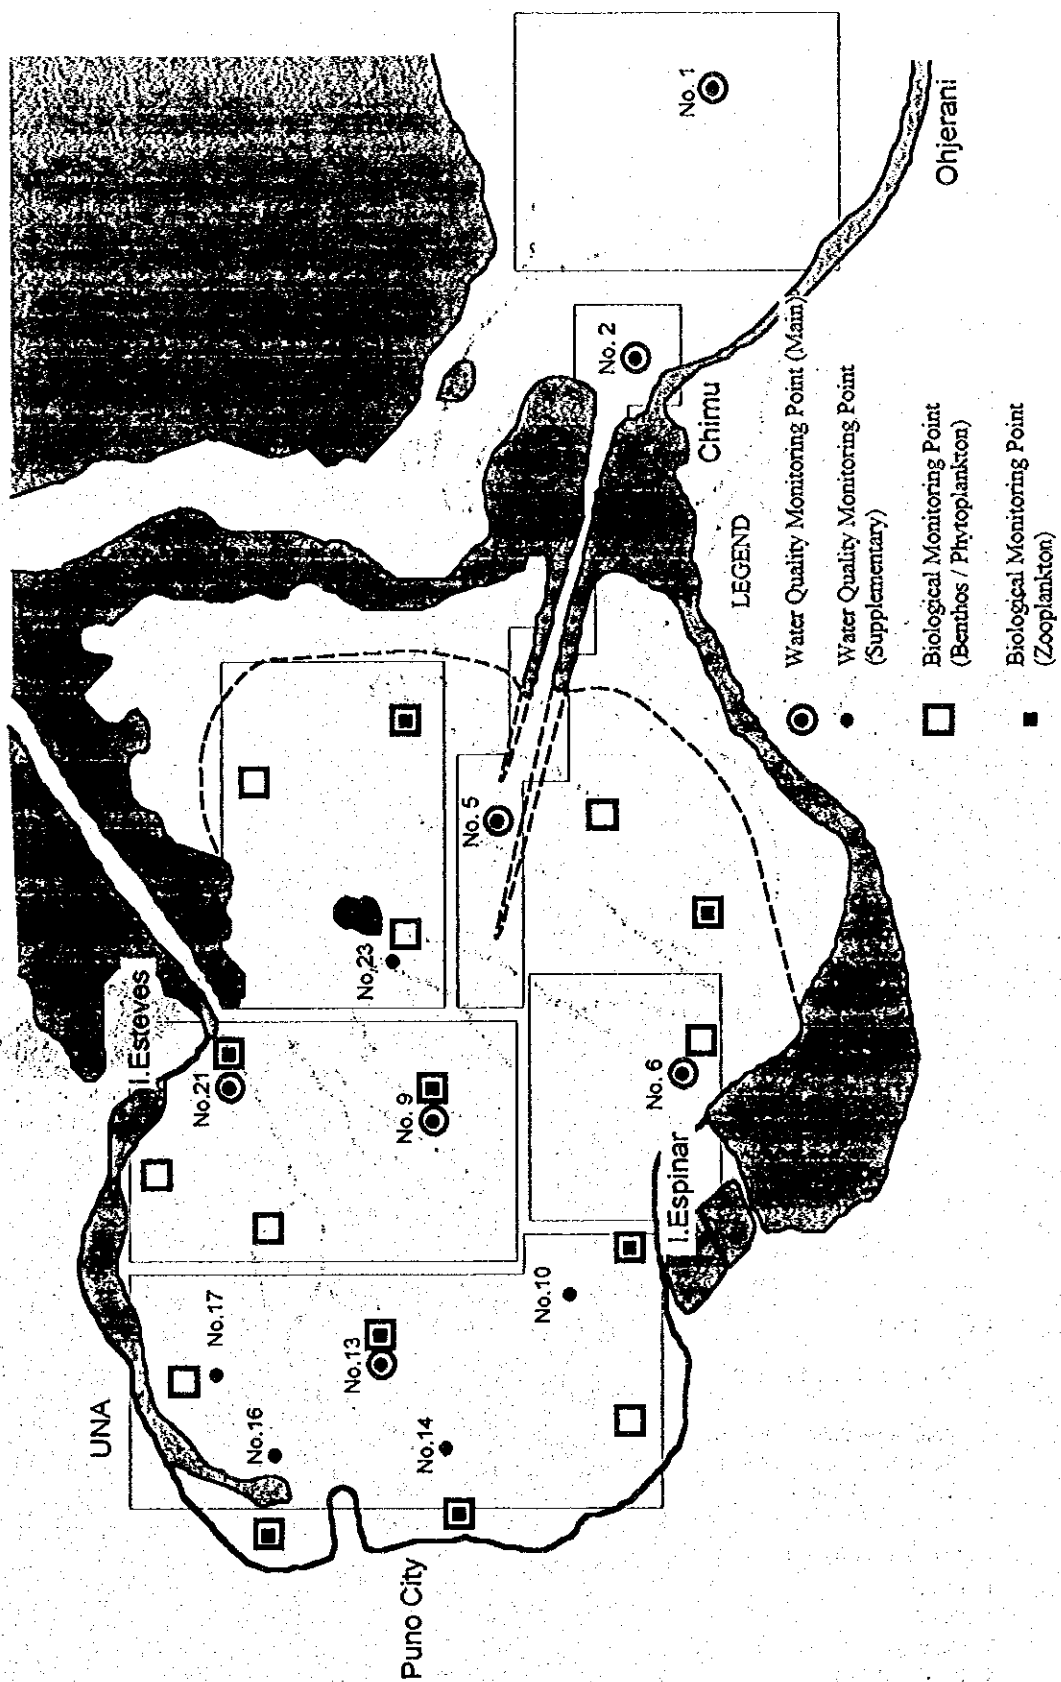 UNA
Puno City
No.16
No.17
No.14
No.13
No.10
I.Esteves
No.21
No. 9
I.Espinar
No. 6
No,23
No. 5
Chimu
No. 2
No. 1
Ohjerani
LEGEND
Water Quality Monitoring Point (Main)
Water Quality Monitoring Point
(Supplementary)
Biological Monitoring Point
(Benthos / Phytoplankton)
Biological Monitoring Point
(Zooplankton)